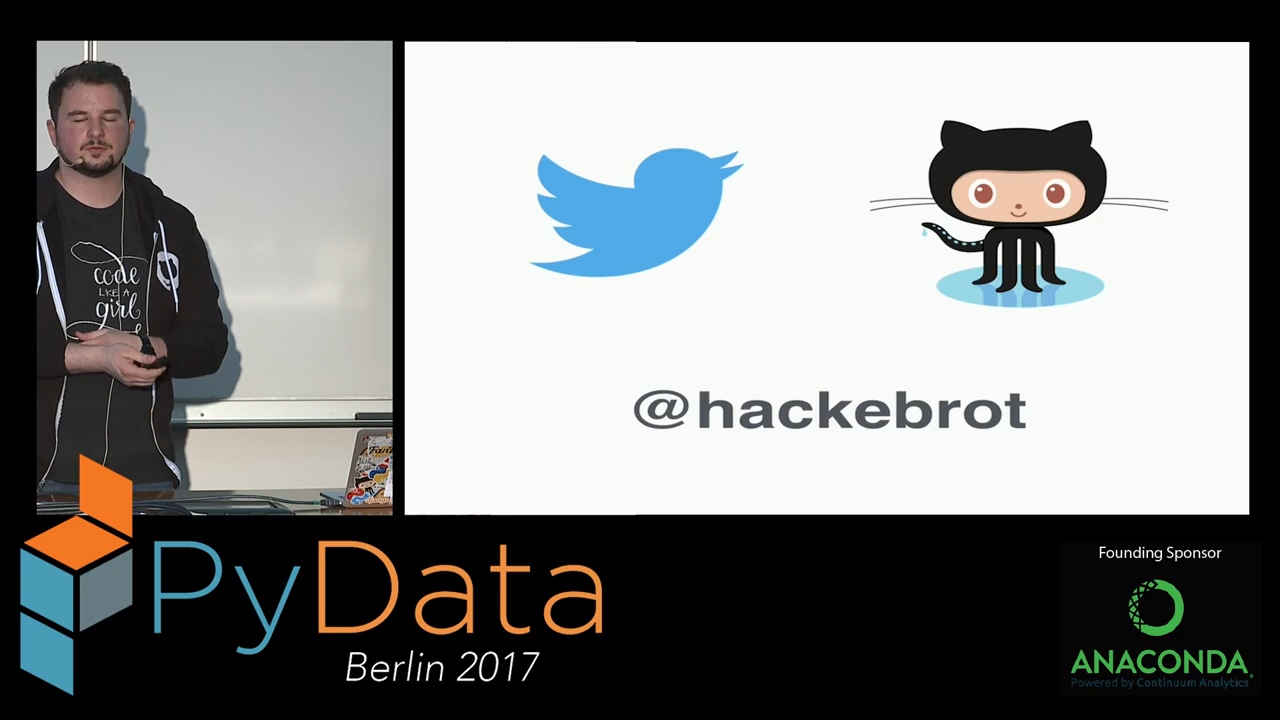 code
LIKE A
girl
@hackebrot
PyData
Berlin 2017
Founding Sponsor
ANACONDA
Powered by Continuum Analytics